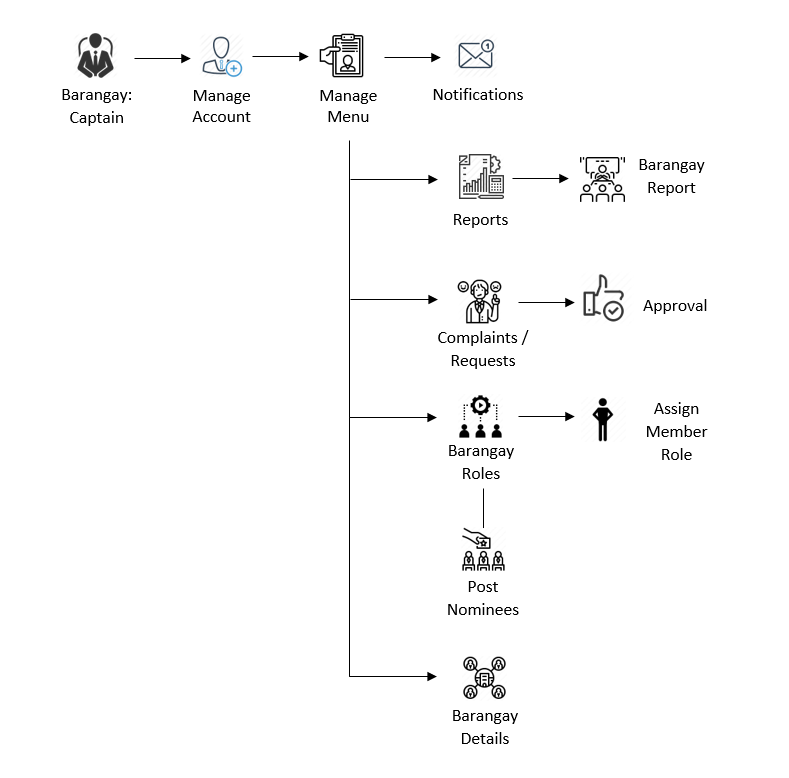 Barangay:
Captain
Manage
Account
Manage
Menu
Notifications
1
Reports
Barangay
Report
Complaints /
Requests
Approval
Barangay
Roles
Assign
Member
Role
Post
Nominees
Barangay
Details